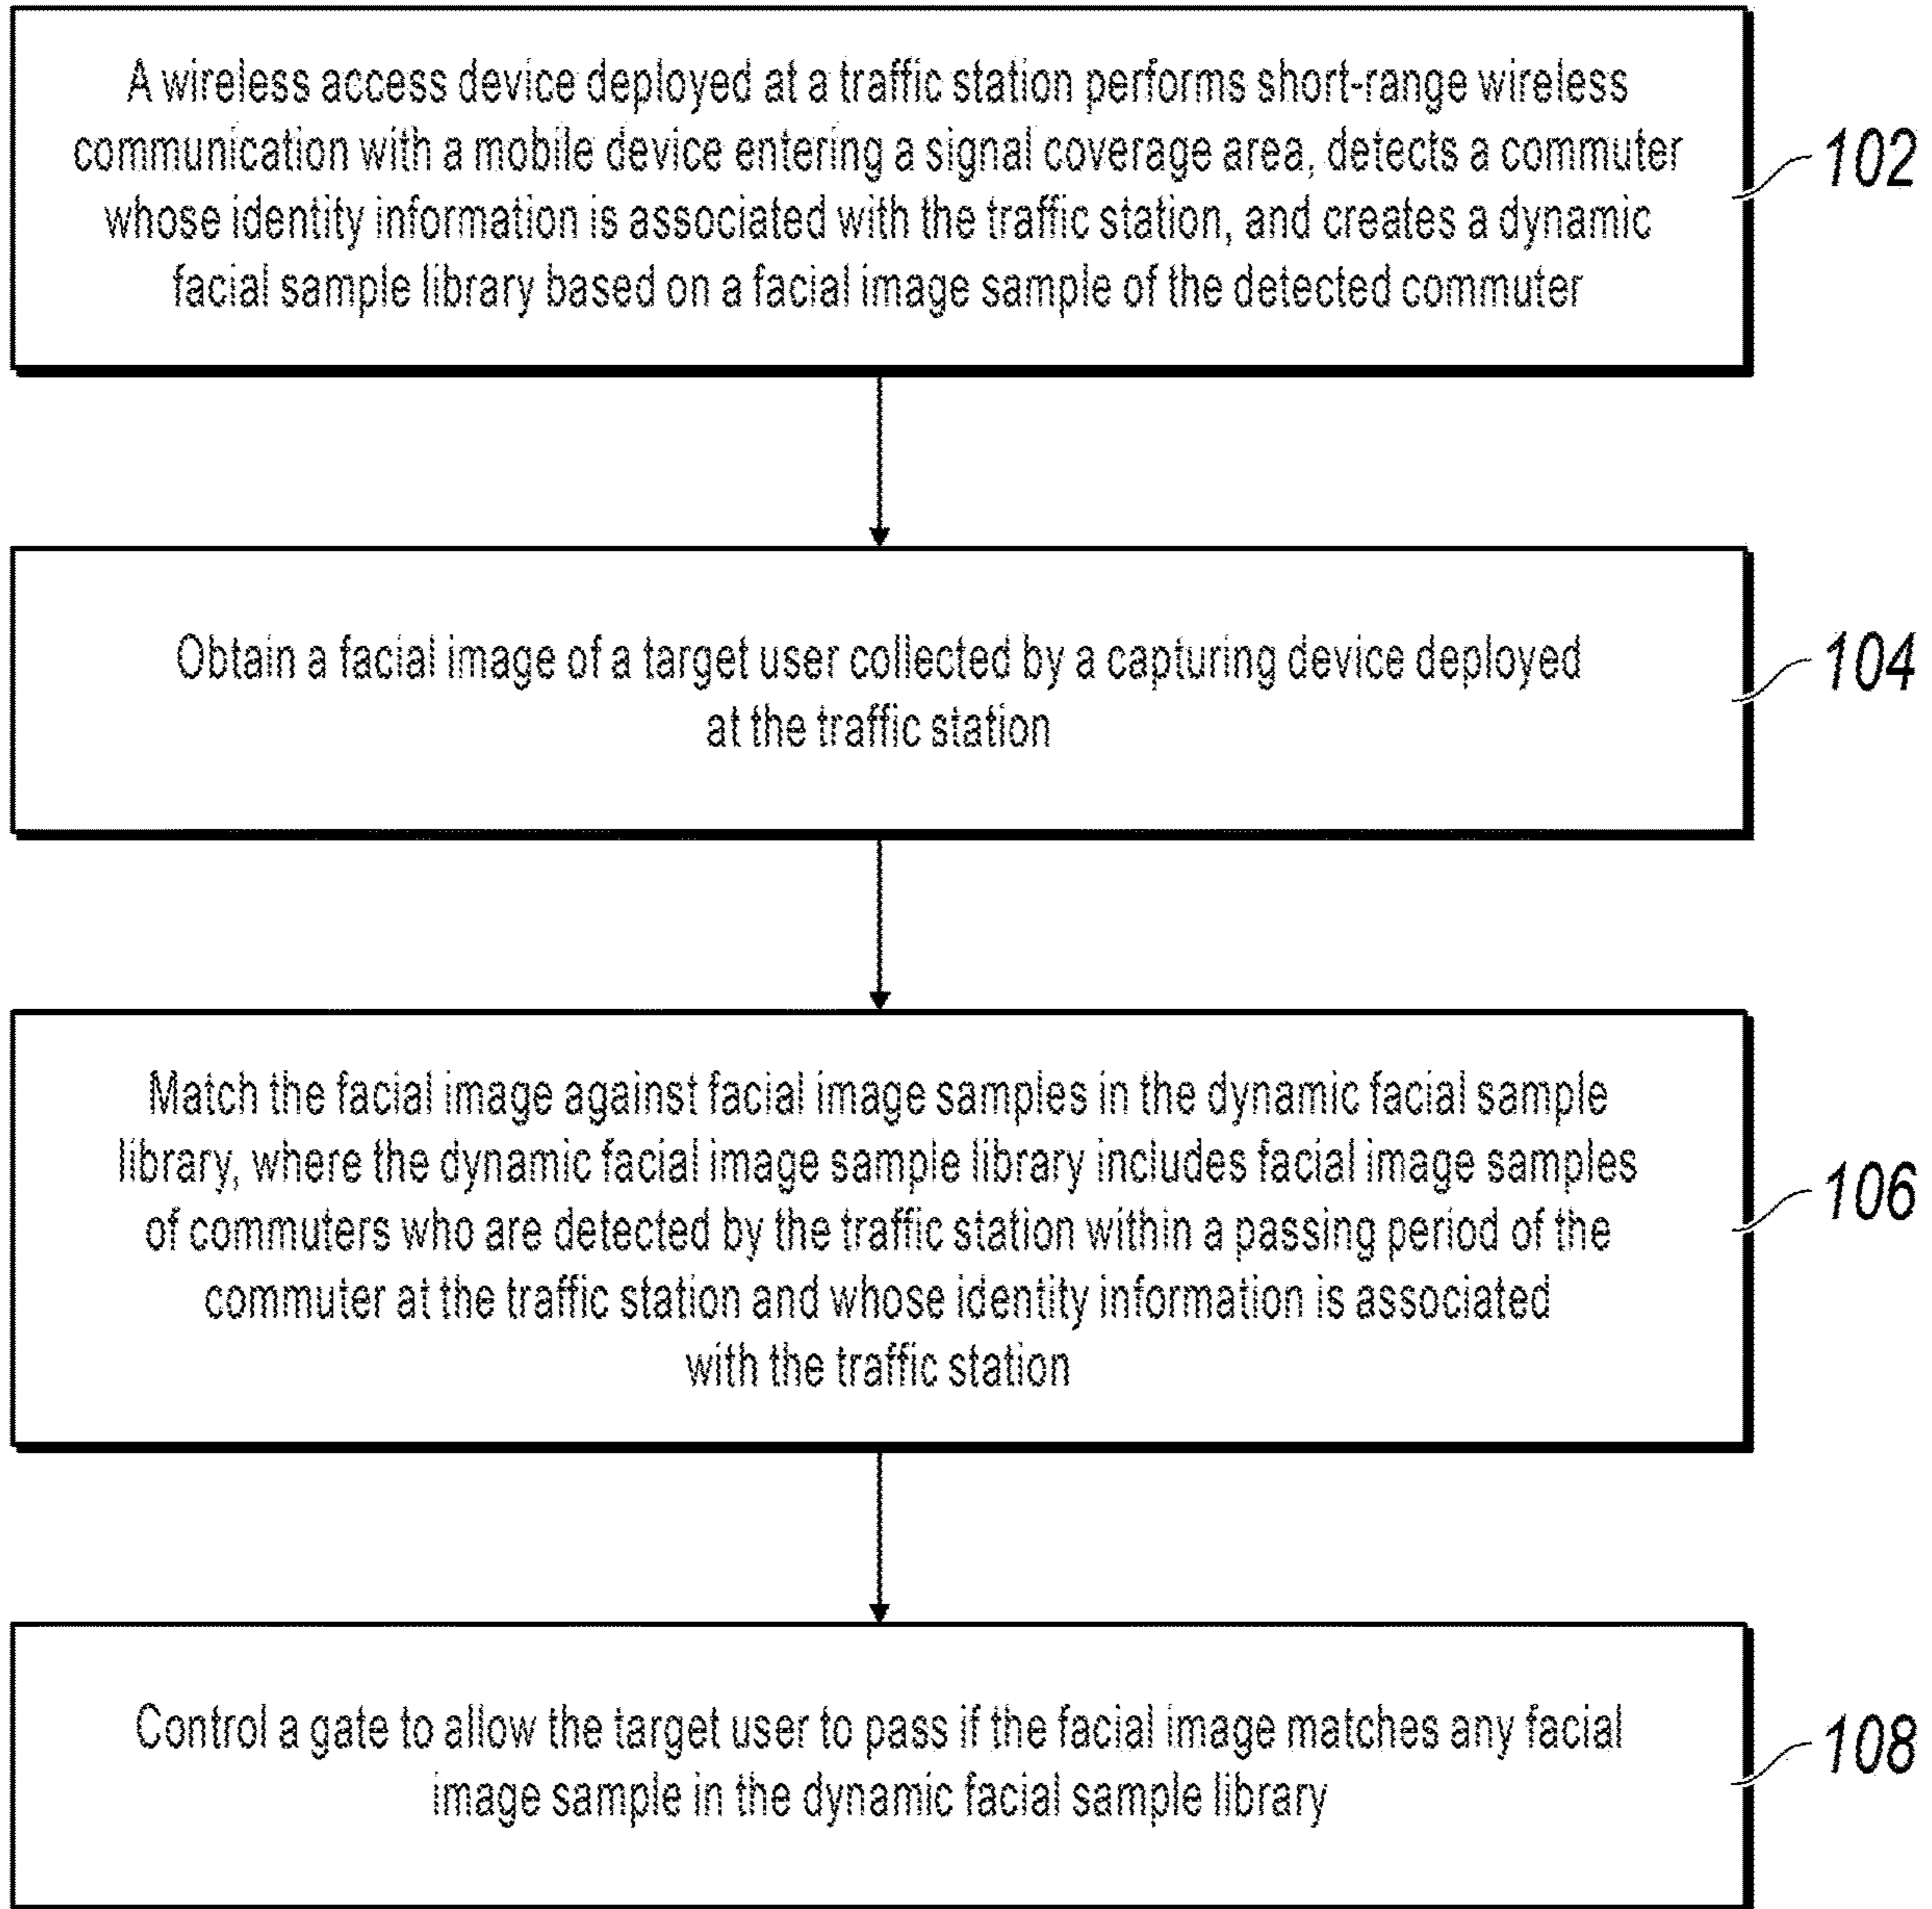 A wireless access device deployed at a traffic station performs short-range wireless
communication with a mobile device entering a signal coverage area, detects a commuter
whose identity information is associated with the traffic station, and creates a dynamic
facial sample library based on a facial image sample of the detected commuter
102
Obtain a facial image of a target user collected by a capturing device deployed
at the traffic station
104
Match the facial image against facial image samples in the dynamic facial sample
library, where the dynamic facial image sample library includes facial image samples
of commuters who are detected by the traffic station within a passing period of the
commuter at the traffic station and whose identity information is associated
with the traffic station
106
Control a gate to allow the target user to pass if the facial image matches any facial
image sample in the dynamic facial sample library
108